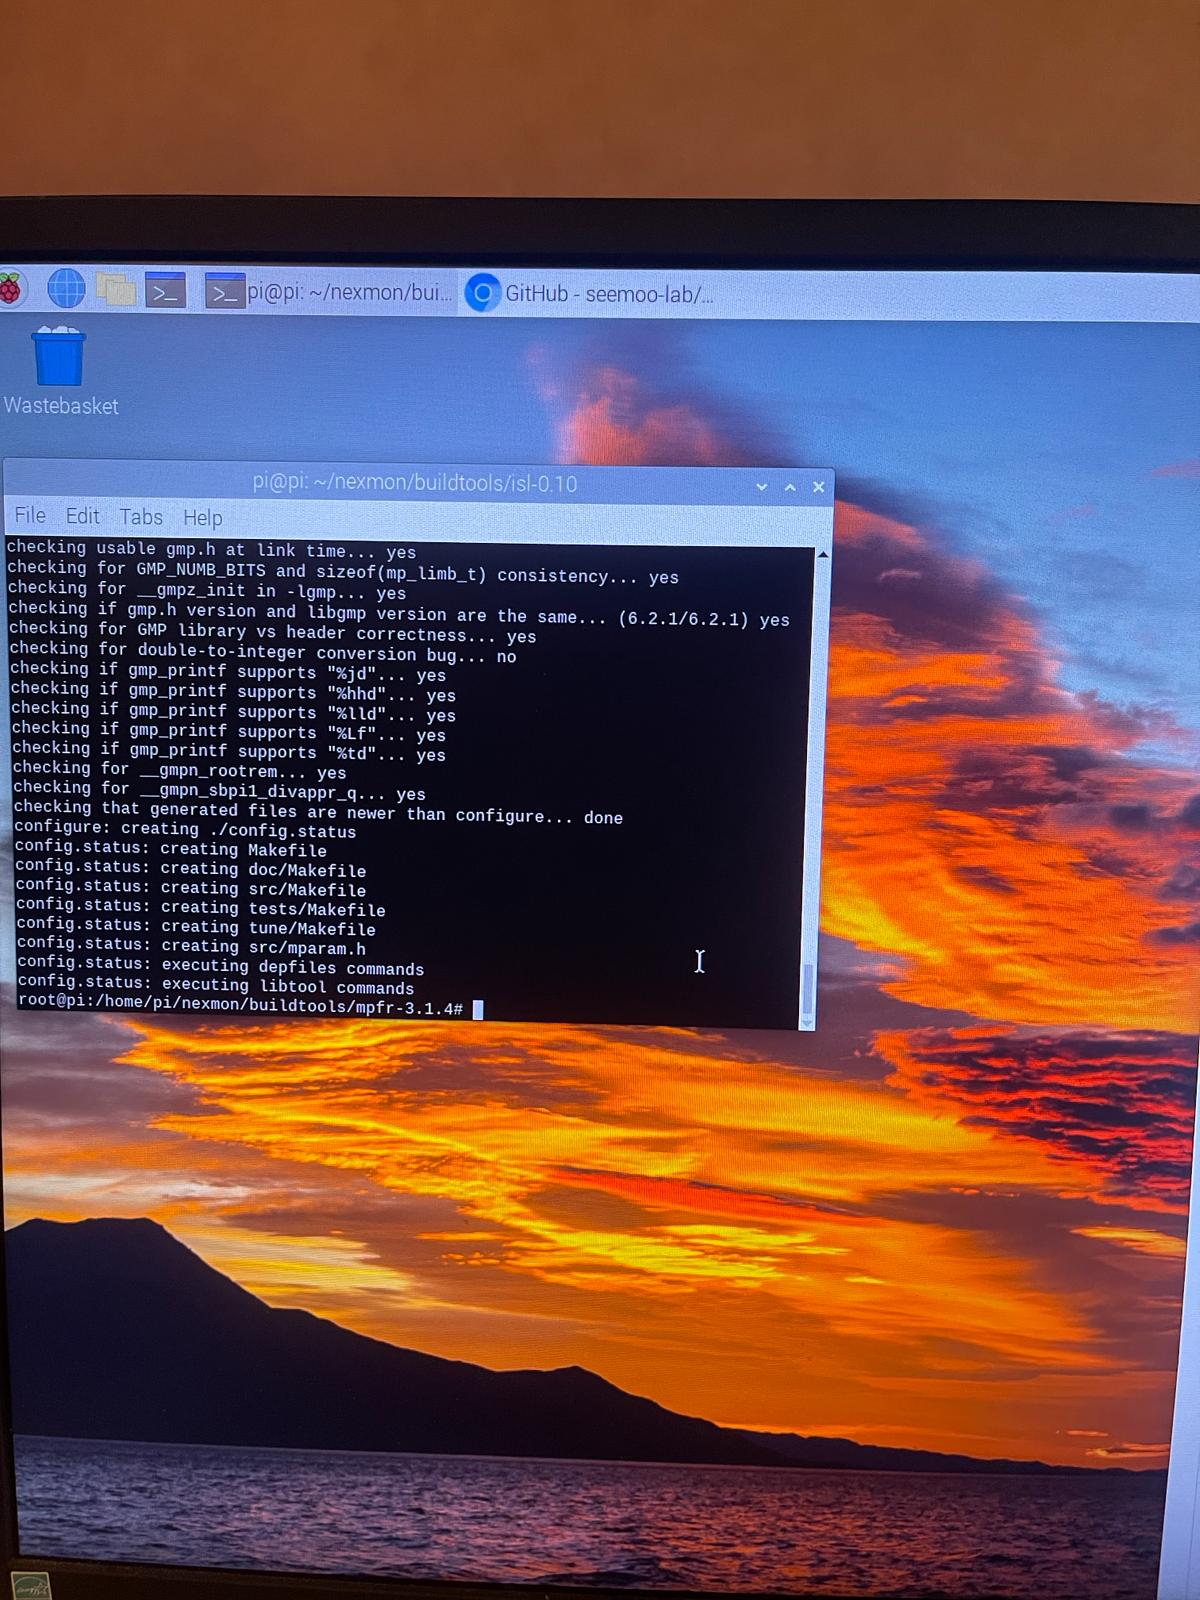 pi@pi: ~/nexmon/bui...
GitHub - seemoo-lab/...
Wastebasket
pi@pi: ~/nexmon/buildtools/isl-0.10
File Edit Tabs Help
checking usable gmp.h at link time... yes
checking for GMP_NUMB_BITS and sizeof(mp_limb_t) consistency... yes
checking for __gmpz_init in -lgmp... yes
checking if gmp.h version and libgmp version are the same... (6.2.1/6.2.1) yes
checking for GMP library vs header correctness... yes
checking for double-to-integer conversion bug... no
checking if gmp_printf supports "%jd"... yes
checking if gmp_printf supports "%hhd"... yes
checking if gmp_printf supports "%lld"... yes
checking if gmp_printf supports "%Lf"... yes
checking if gmp_printf supports "%td"... yes
checking for __gmpn_rootrem... yes
checking for __gmpn_sbpi1_divappr_q... yes
checking that generated files are newer than configure... done
configure: creating ./config.status
config.status: creating Makefile
config.status: creating doc/Makefile
config.status: creating src/Makefile
config.status: creating tests/Makefile
config.status: creating tune/Makefile
config.status: creating src/mparam.h
config.status: executing depfiles commands
config.status: executing libtool commands
root@pi:/home/pi/nexmon/buildtools/mpfr-3.1.4#